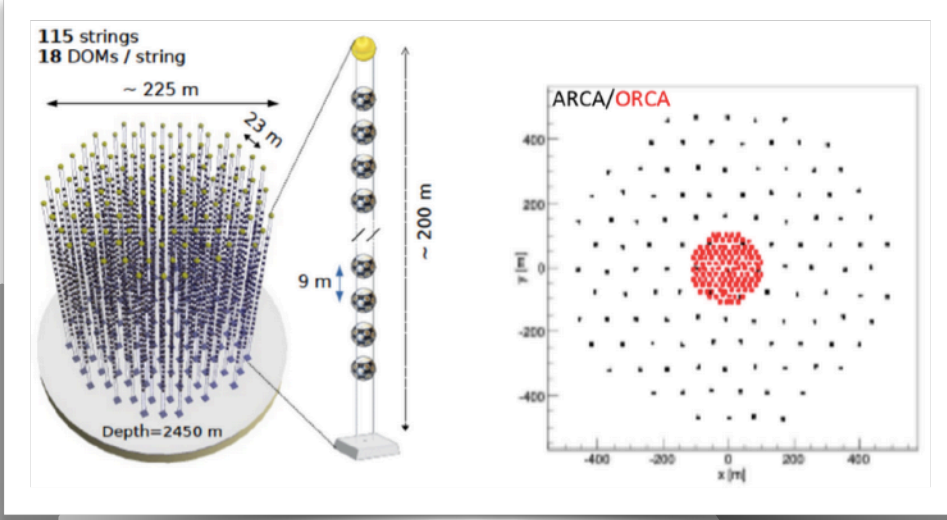 115 strings
18 DOMs / string
~ 225 m
23 m
9 m
~ 200 m
Depth=2450 m
ARCA/ORCA
400
200
0
-200
-400
y [m]
-400 -200 0 200 400
x [m]